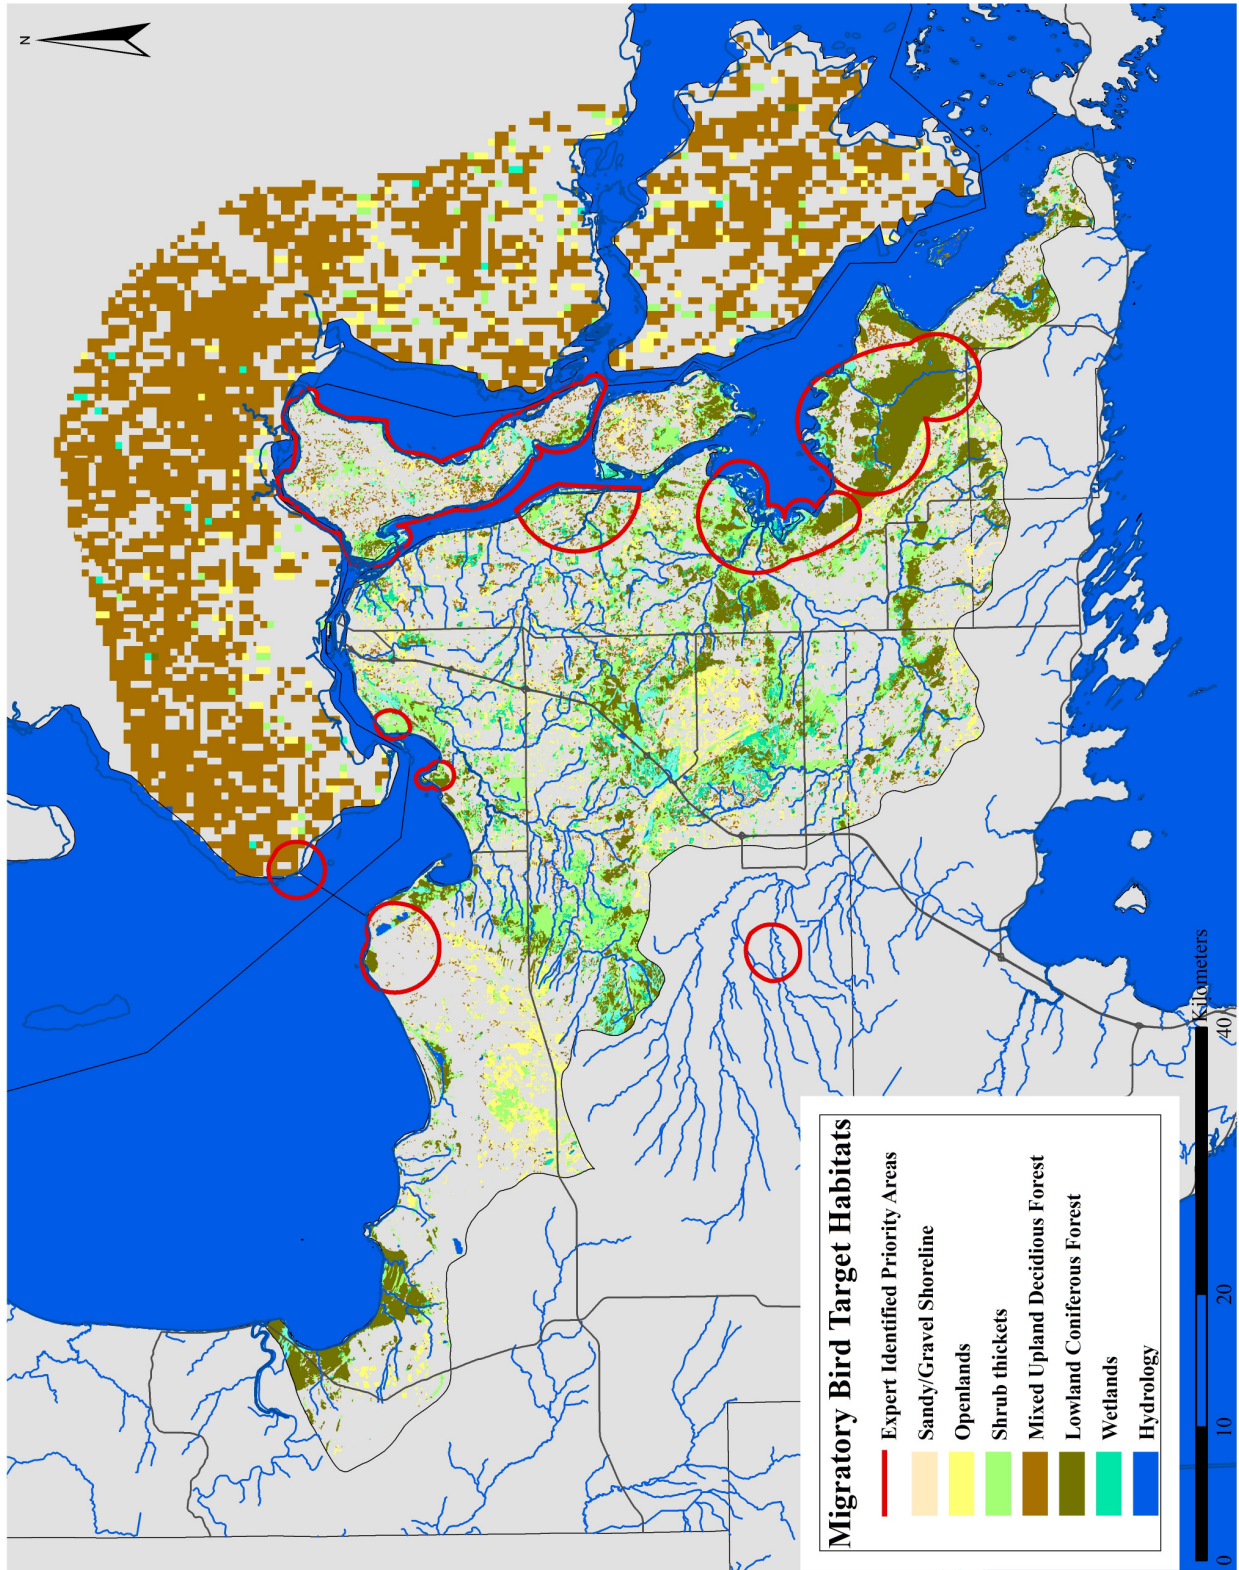 N
Migratory Bird Target Habitats
Expert Identified Priority Areas
Sandy/Gravel Shoreline
Openlands
Shrub thickets
Mixed Upland Decidious Forest
Lowland Coniferous Forest
Wetlands
Hydrology
Kilometers
0 10 20 40